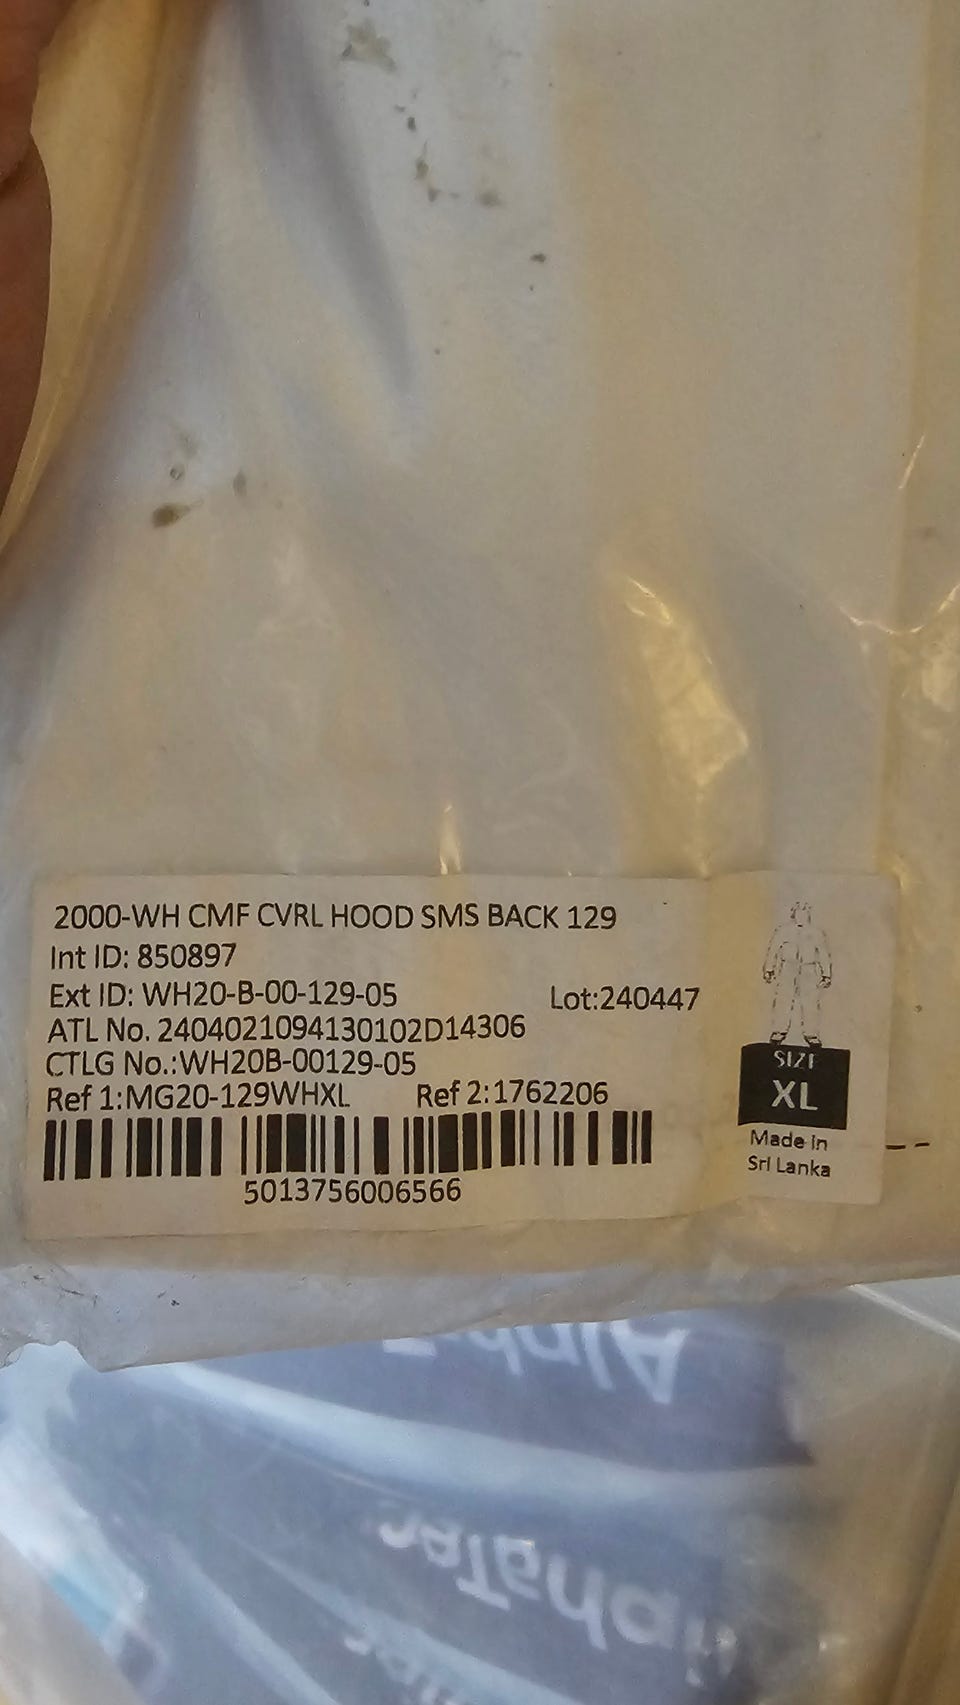 2000-WH CMF CVRL HOOD SMS BACK 129
Int ID: 850897
Ext ID: WH20-B-00-129-05 Lot:240447
ATL No. 2404021094130102D14306
CTLG No.:WH20B-00129-05
Ref 1:MG20-129WHXL Ref 2:1762206
5013756006566
SIZE
XL
Made in
Sri Lanka
AlphaTec